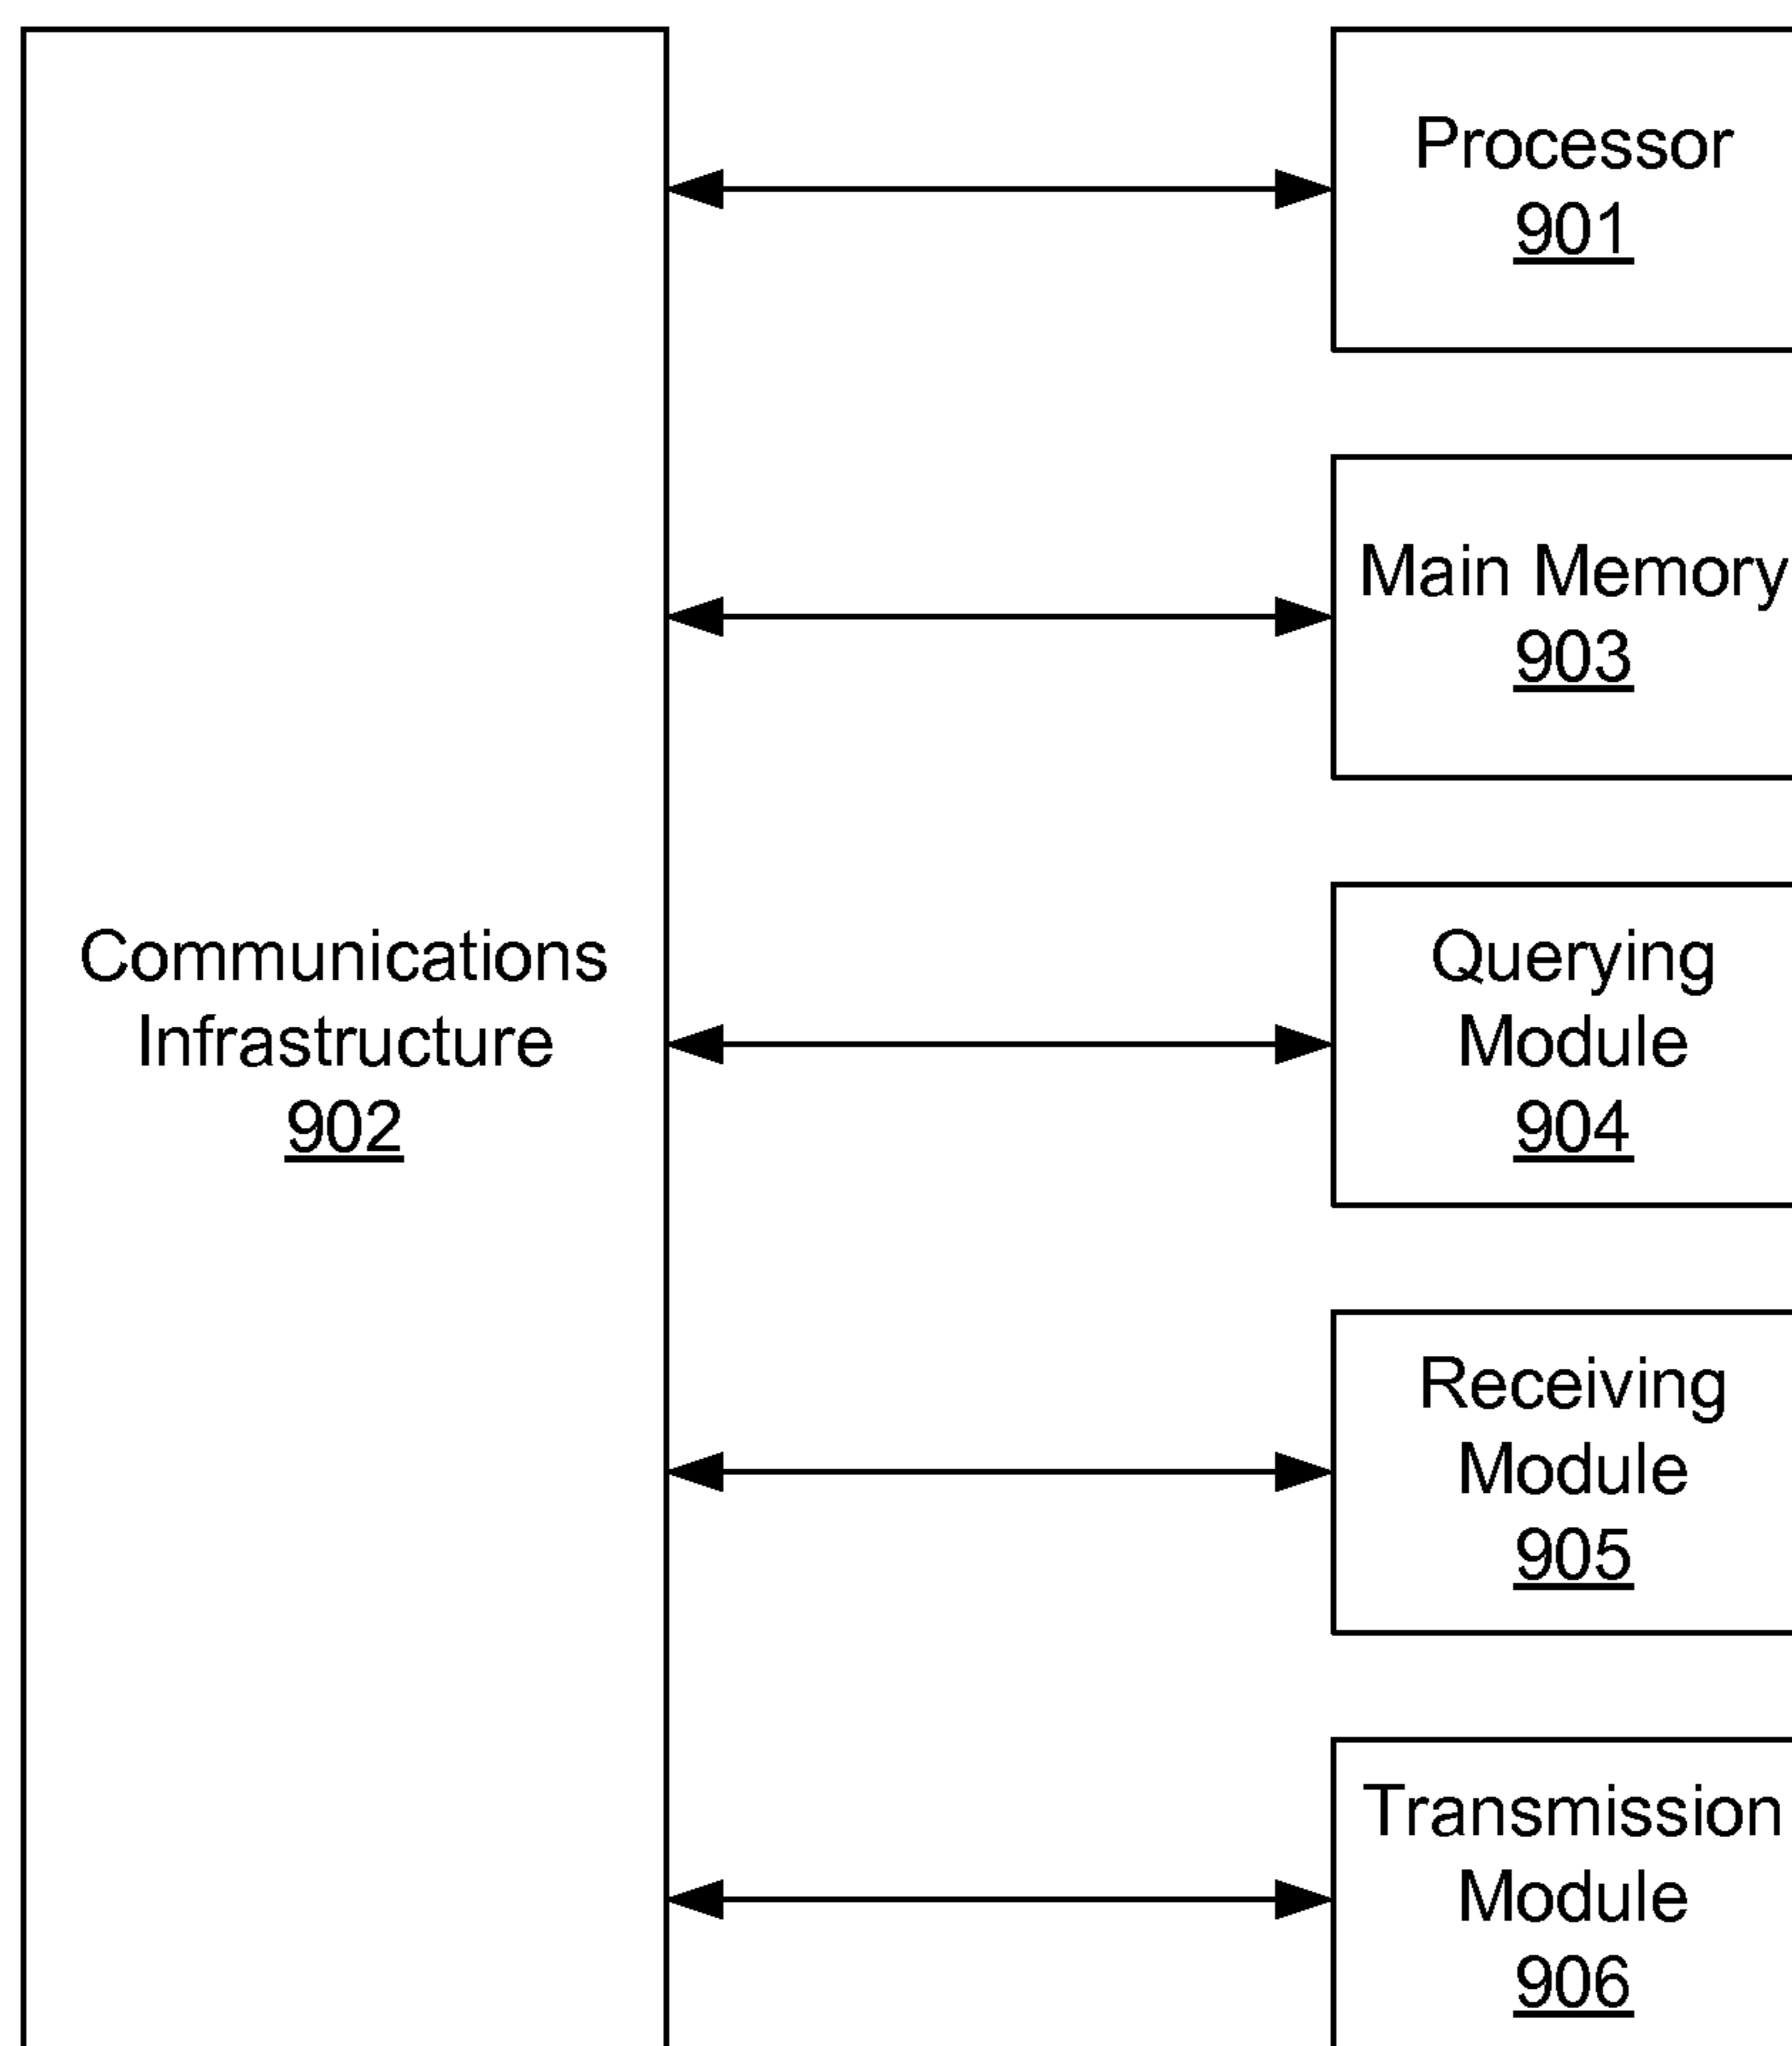 Processor
901
Main Memory
903
Communications
Infrastructure
902
Querying
Module
904
Receiving
Module
905
Transmission
Module
906